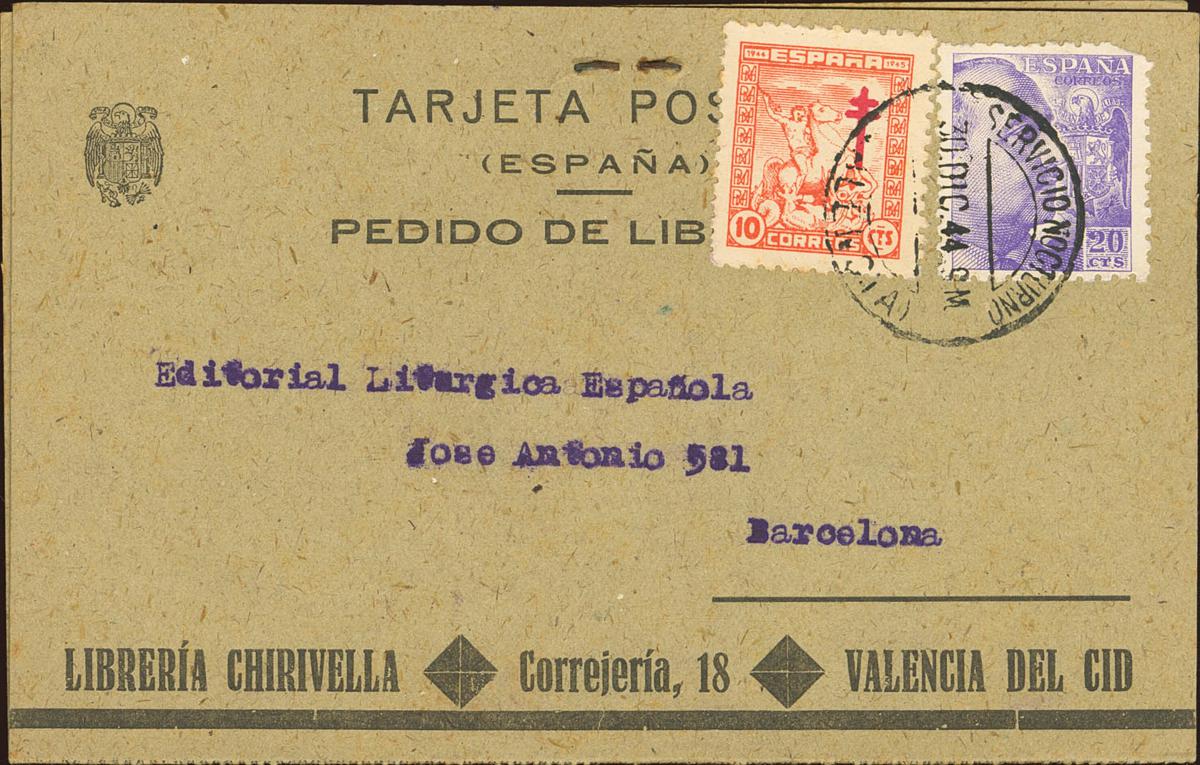 TARJETA POS
(ESPAÑA)
PEDIDO DE LIB
1944 ESPAÑA 1945
10 CORREOS CTS
ESPAÑA
CORREOS
20
CTS
SERVICIO NOCTURNO
30.DIC.44
Editorial Liturgica Española
Jose Antonio 581
Barcelona
LIBRERÍA CHIRIVELLA Correjería, 18 VALENCIA DEL CID